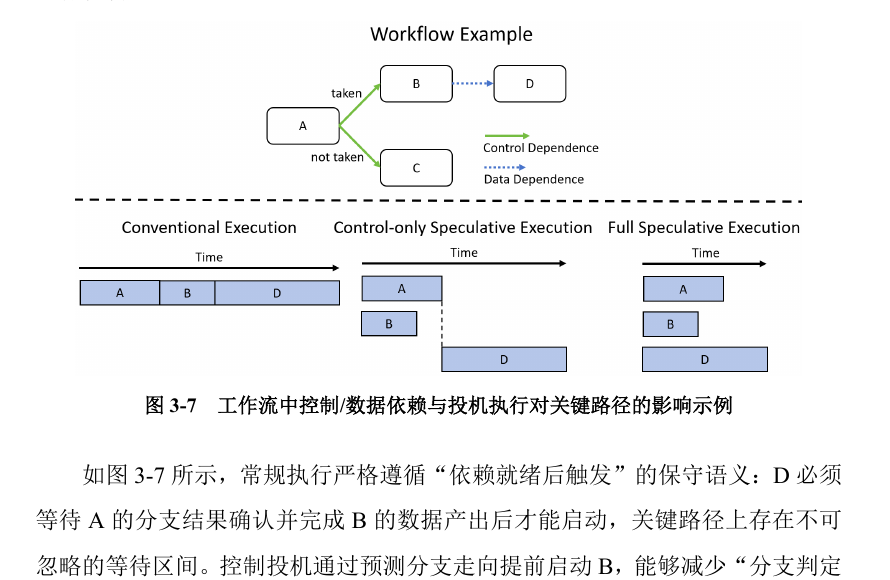 Workflow Example
B
D
taken
A
not taken
C
Control Dependence
Data Dependence
Conventional Execution
Control-only Speculative Execution
Full Speculative Execution
Time
Time
Time
A
B
D
A
B
D
A
B
D
图 3-7 工作流中控制/数据依赖与投机执行对关键路径的影响示例
如图 3-7 所示，常规执行严格遵循“依赖就绪后触发”的保守语义：D 必须
等待 A 的分支结果确认并完成 B 的数据产出后才能启动，关键路径上存在不可
忽略的等待区间。控制投机通过预测分支走向提前启动 B，能够减少“分支判定